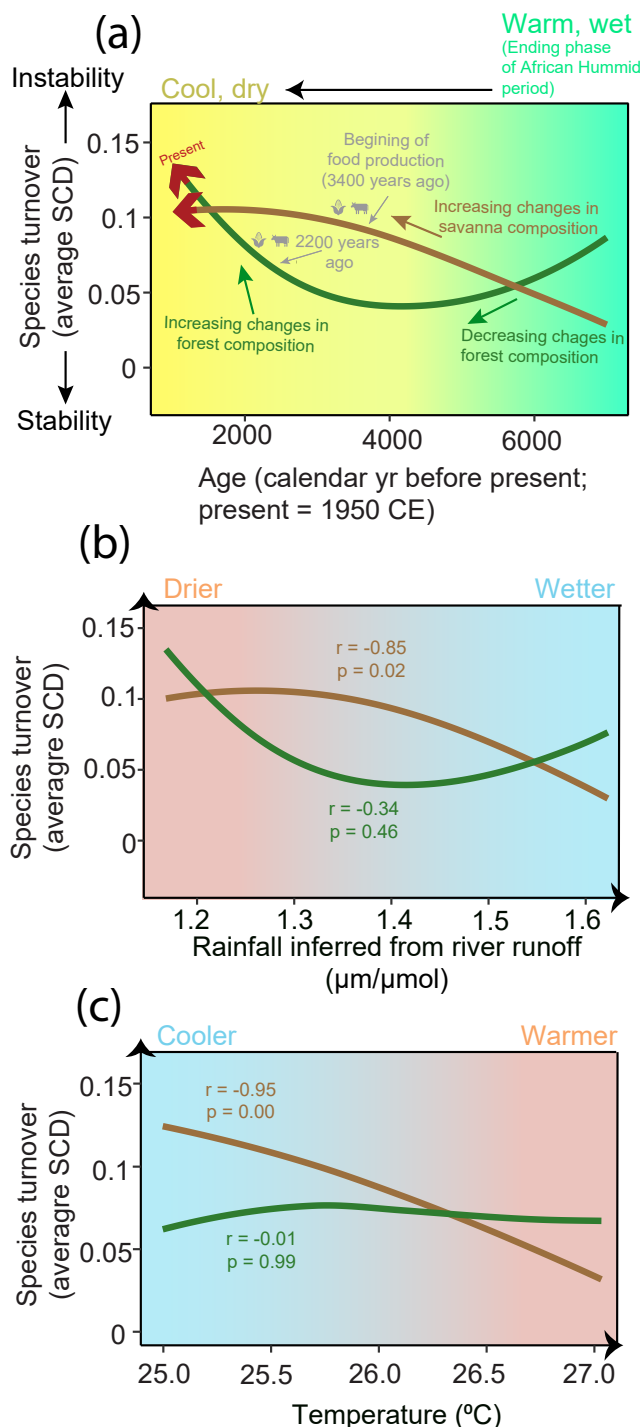 (a)
Warm, wet
(Ending phase
of African Hummid
period)
Instability
Cool, dry
Species turnover
(average SCD)
Stability
0.15
0.1
0.05
0
Present
Begining of
food production
(3400 years ago)
Increasing changes in
savanna composition
2200 years
ago
Increasing changes in
forest composition
Decreasing chages in
forest composition
2000
4000
6000
Age (calendar yr before present;
present = 1950 CE)
(b)
Drier
Wetter
Species turnover
(averagre SCD)
0.15
0.1
0.05
0
r = -0.85
p = 0.02
r = -0.34
p = 0.46
1.2
1.3
1.4
1.5
1.6
Rainfall inferred from river runoff
(µm/µmol)
(c)
Cooler
Warmer
Species turnover
(averagre SCD)
0.15
0.1
0.05
0
r = -0.95
p = 0.00
r = -0.01
p = 0.99
25.0
25.5
26.0
26.5
27.0
Temperature (ºC)